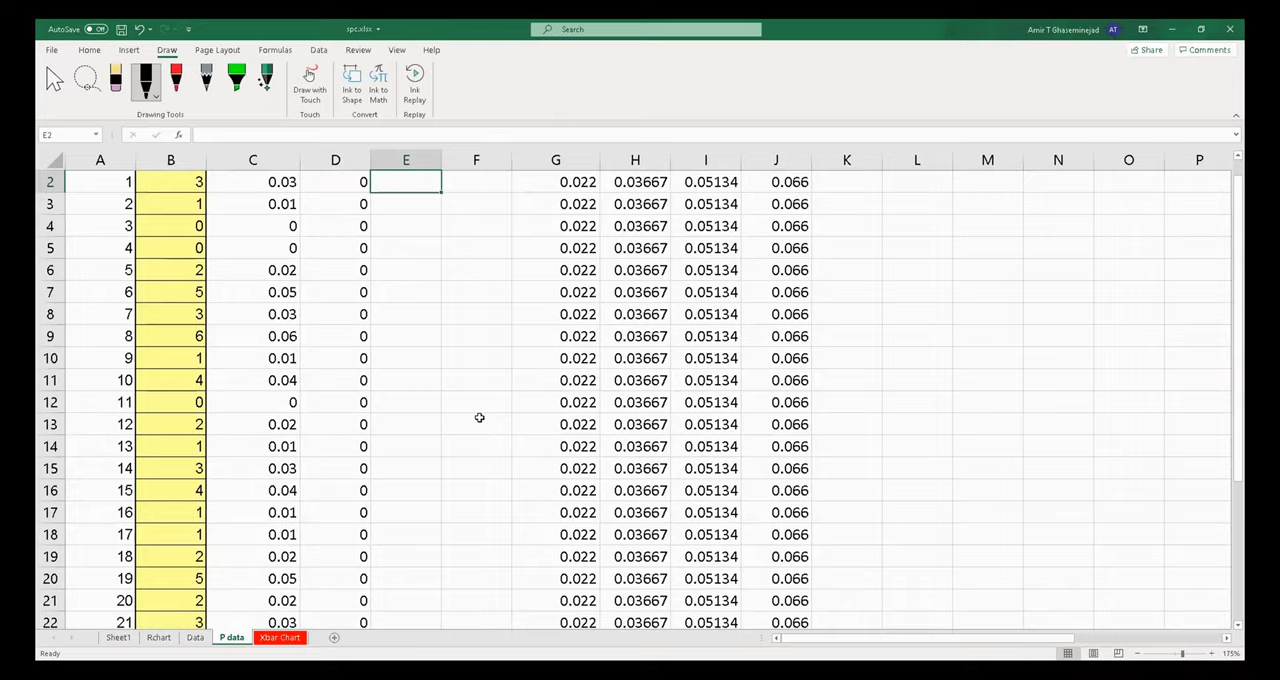 AutoSave Off spc.xlsx Search Amir T Ghaseminejad AT
File Home Insert Draw Page Layout Formulas Data Review View Help Share Comments
Draw with Touch Ink to Shape Ink to Math Ink Replay
Drawing Tools Touch Convert Replay
E2 fx
A B C D E F G H I J K L M N O P
2 1 3 0.03 0 0.022 0.03667 0.05134 0.066
3 2 1 0.01 0 0.022 0.03667 0.05134 0.066
4 3 0 0 0 0.022 0.03667 0.05134 0.066
5 4 0 0 0 0.022 0.03667 0.05134 0.066
6 5 2 0.02 0 0.022 0.03667 0.05134 0.066
7 6 5 0.05 0 0.022 0.03667 0.05134 0.066
8 7 3 0.03 0 0.022 0.03667 0.05134 0.066
9 8 6 0.06 0 0.022 0.03667 0.05134 0.066
10 9 1 0.01 0 0.022 0.03667 0.05134 0.066
11 10 4 0.04 0 0.022 0.03667 0.05134 0.066
12 11 0 0 0 0.022 0.03667 0.05134 0.066
13 12 2 0.02 0 0.022 0.03667 0.05134 0.066
14 13 1 0.01 0 0.022 0.03667 0.05134 0.066
15 14 3 0.03 0 0.022 0.03667 0.05134 0.066
16 15 4 0.04 0 0.022 0.03667 0.05134 0.066
17 16 1 0.01 0 0.022 0.03667 0.05134 0.066
18 17 1 0.01 0 0.022 0.03667 0.05134 0.066
19 18 2 0.02 0 0.022 0.03667 0.05134 0.066
20 19 5 0.05 0 0.022 0.03667 0.05134 0.066
21 20 2 0.02 0 0.022 0.03667 0.05134 0.066
22 21 3 0.03 0 0.022 0.03667 0.05134 0.066
Sheet1 Rchart Data P data Xbar Chart
Ready 175%